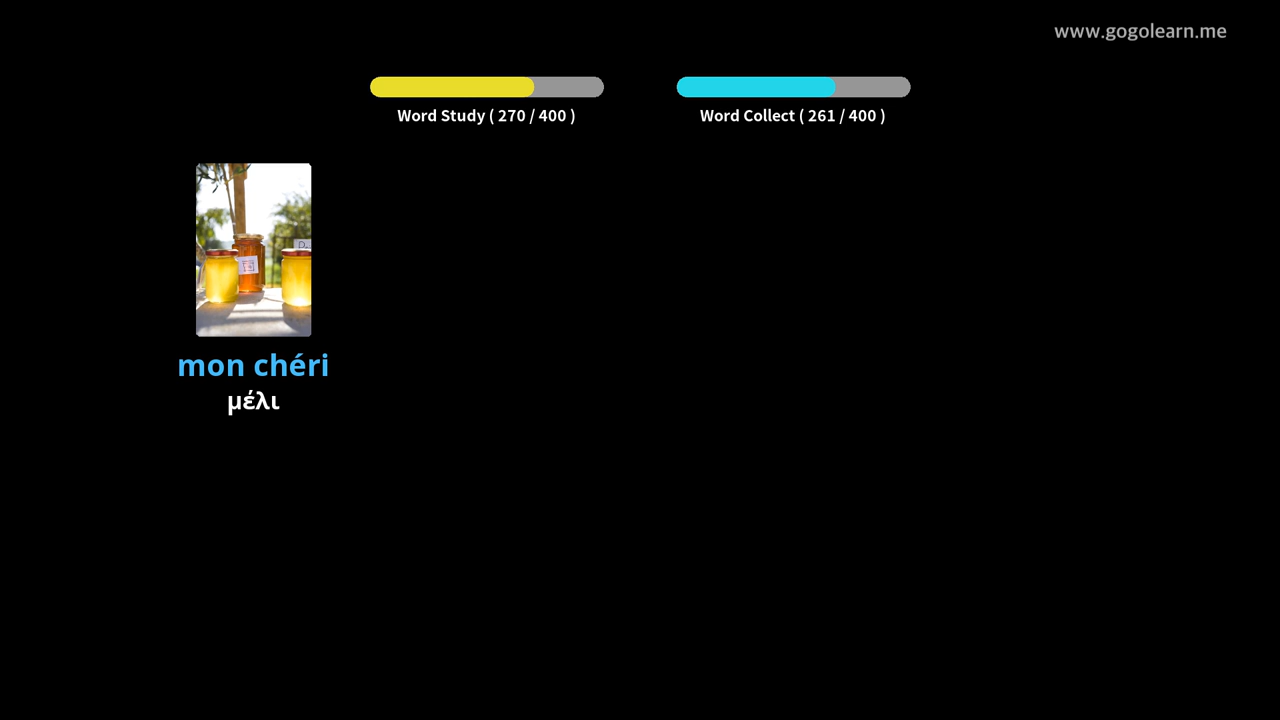 www.gogolearn.me
Word Study ( 270 / 400 )
Word Collect ( 261 / 400 )
mon chéri
μέλι